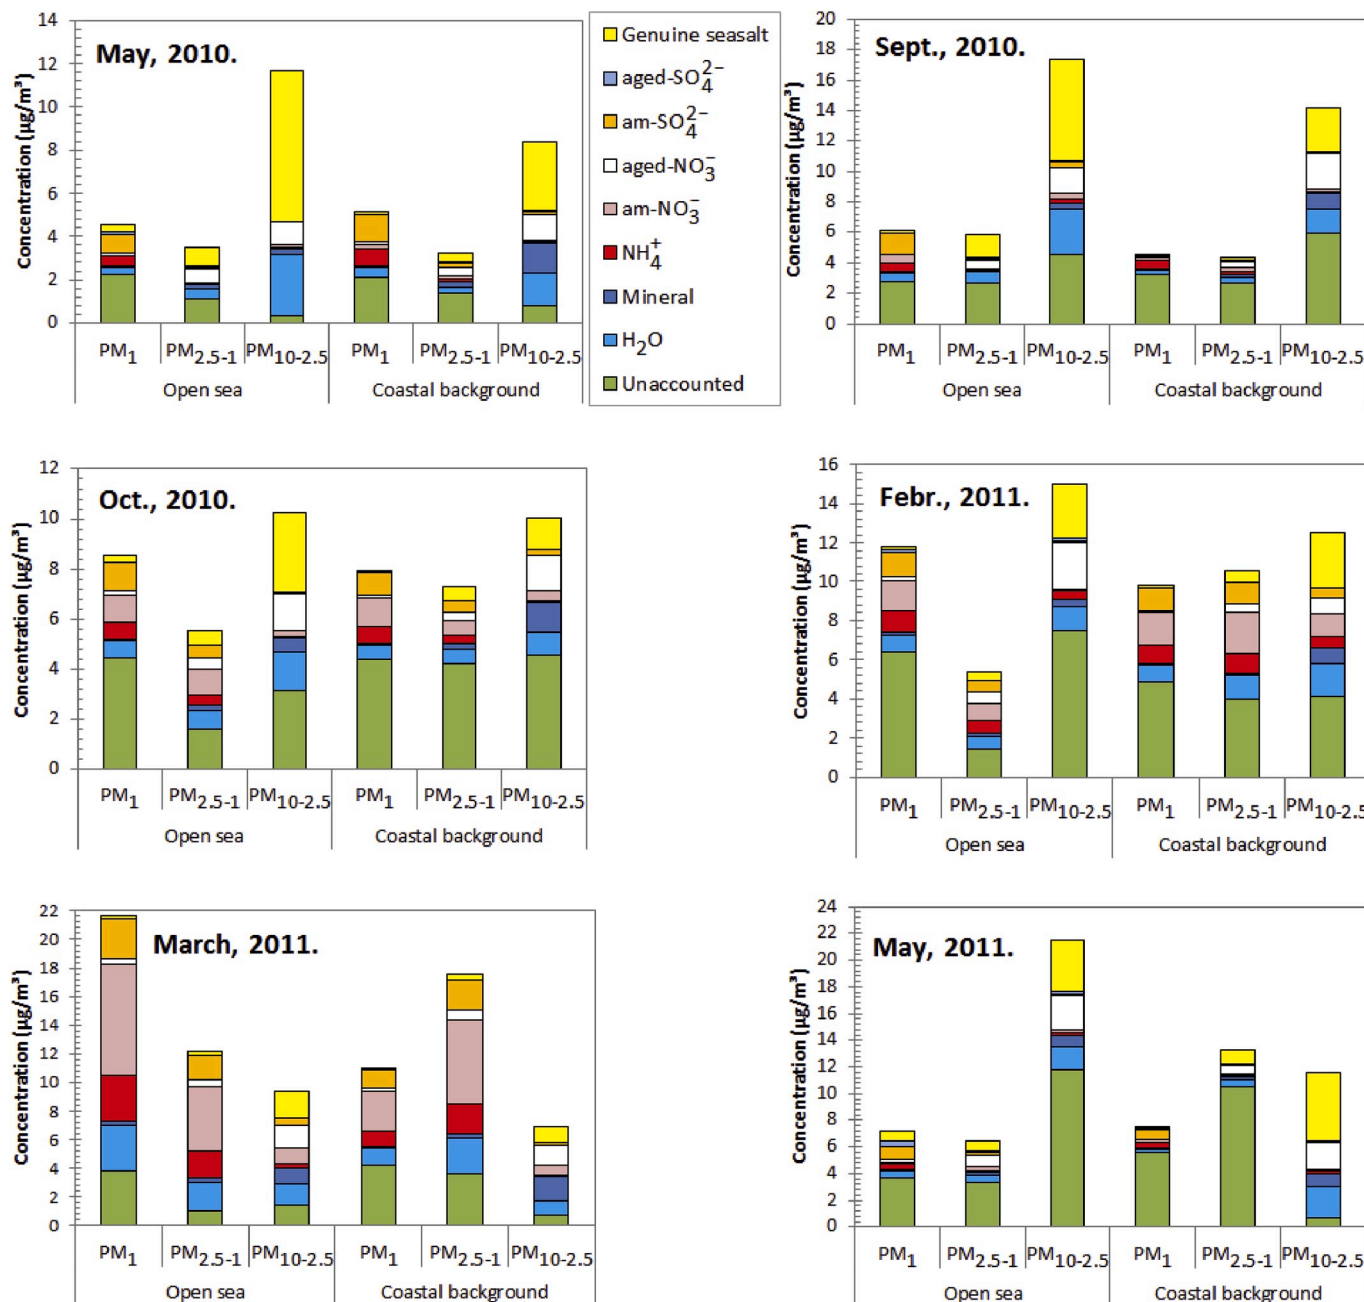 May, 2010.
Concentration (µg/m³)
14
12
10
8
6
4
2
0
PM1 PM2.5-1 PM10-2.5 PM1 PM2.5-1 PM10-2.5
Open sea Coastal background
Genuine seasalt
aged-SO4^2−
am-SO4^2−
aged-NO3^−
am-NO3^−
NH4^+
Mineral
H2O
Unaccounted
Sept., 2010.
Concentration (µg/m³)
20
18
16
14
12
10
8
6
4
2
0
PM1 PM2.5-1 PM10-2.5 PM1 PM2.5-1 PM10-2.5
Open sea Coastal background
Oct., 2010.
Concentration (µg/m³)
12
10
8
6
4
2
0
PM1 PM2.5-1 PM10-2.5 PM1 PM2.5-1 PM10-2.5
Open sea Coastal background
Febr., 2011.
Concentration (µg/m³)
16
14
12
10
8
6
4
2
0
PM1 PM2.5-1 PM10-2.5 PM1 PM2.5-1 PM10-2.5
Open sea Coastal background
March, 2011.
Concentration (µg/m³)
22
20
18
16
14
12
10
8
6
4
2
0
PM1 PM2.5-1 PM10-2.5 PM1 PM2.5-1 PM10-2.5
Open sea Coastal background
May, 2011.
Concentration (µg/m³)
24
22
20
18
16
14
12
10
8
6
4
2
0
PM1 PM2.5-1 PM10-2.5 PM1 PM2.5-1 PM10-2.5
Open sea Coastal background